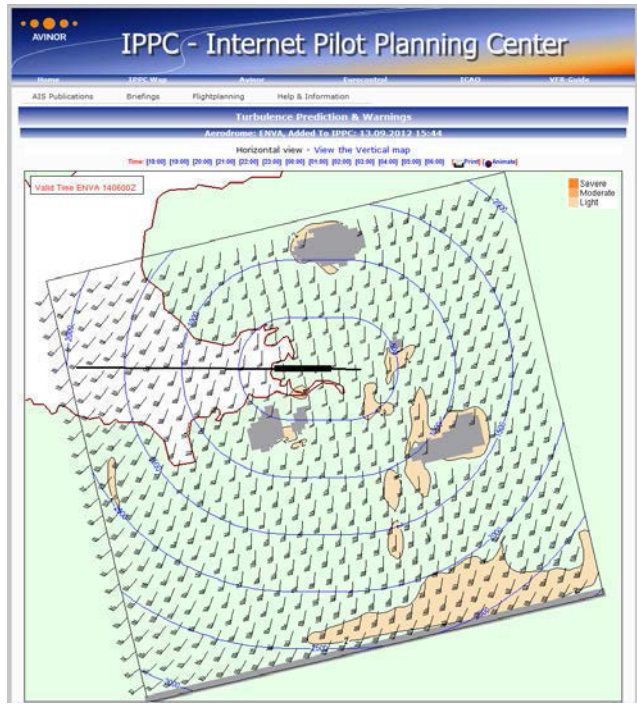 AVINOR
IPPC - Internet Pilot Planning Center
Home IPPC Wap Avinor Eurocontrol ICAO VFR-Guide
AIS Publications Briefings Flightplanning Help & Information
Turbulence Prediction & Warnings
Aerodrome: ENVA, Added To IPPC: 13.09.2012 15:44
Horizontal view - View the Vertical map
Time: [18:00] [19:00] [20:00] [21:00] [22:00] [23:00] [00:00] [01:00] [02:00] [03:00] [04:00] [05:00] [06:00] [Print] [Animate]
Valid Time ENVA 140600Z
Severe
Moderate
Light